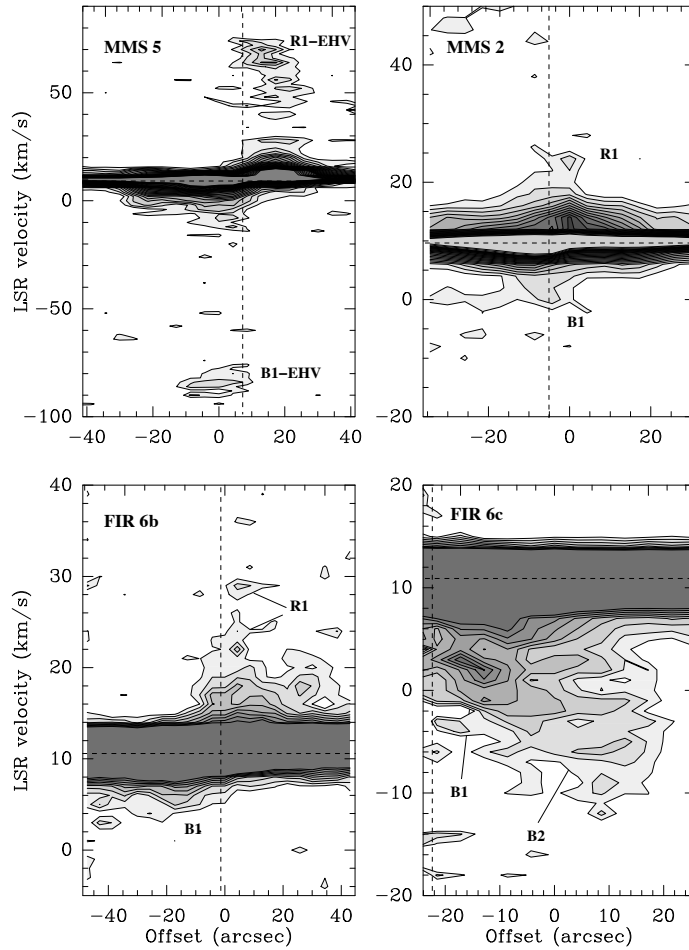 MMS 5
R1-EHV
B1-EHV
LSR velocity (km/s)
50
0
−50
−100
−40
−20
0
20
40
MMS 2
R1
B1
40
20
0
−20
−20
0
20
FIR 6b
R1
B1
LSR velocity (km/s)
40
30
20
10
0
−40
−20
0
20
40
Offset (arcsec)
FIR 6c
B1
B2
20
10
0
−10
−20
−20
−10
0
10
20
Offset (arcsec)